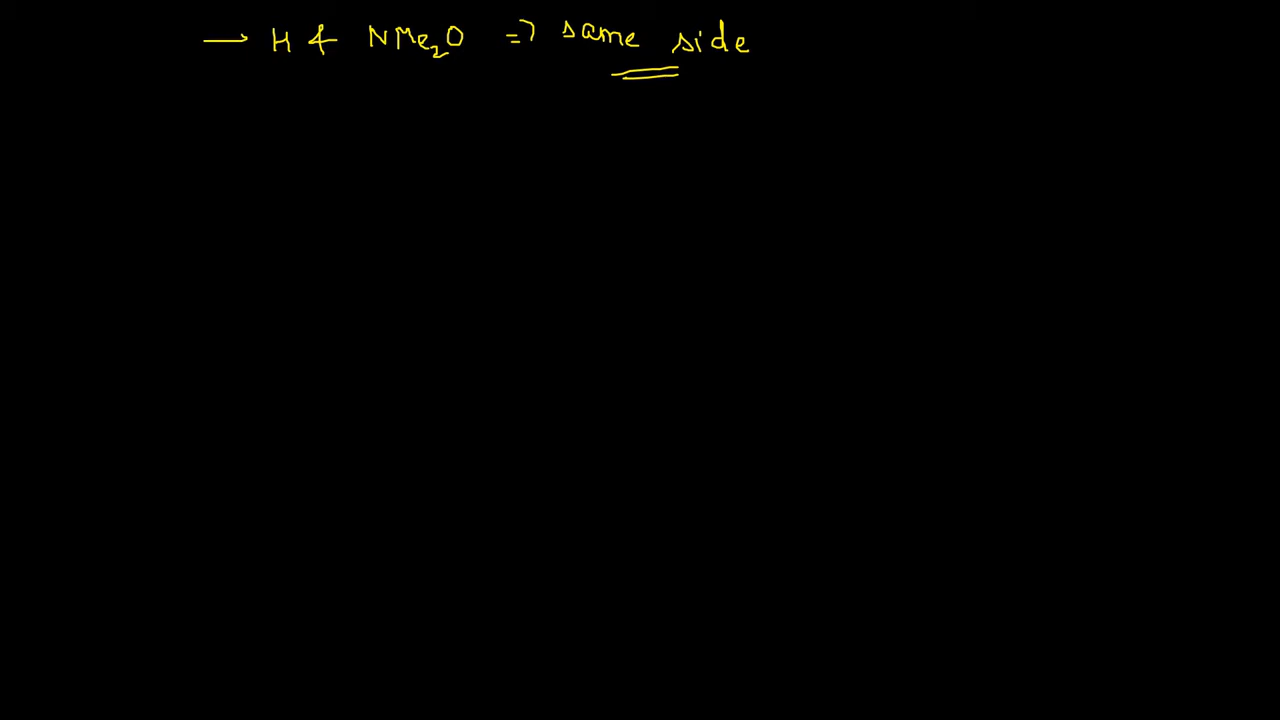 → H & NMe₂O ⇒ same side